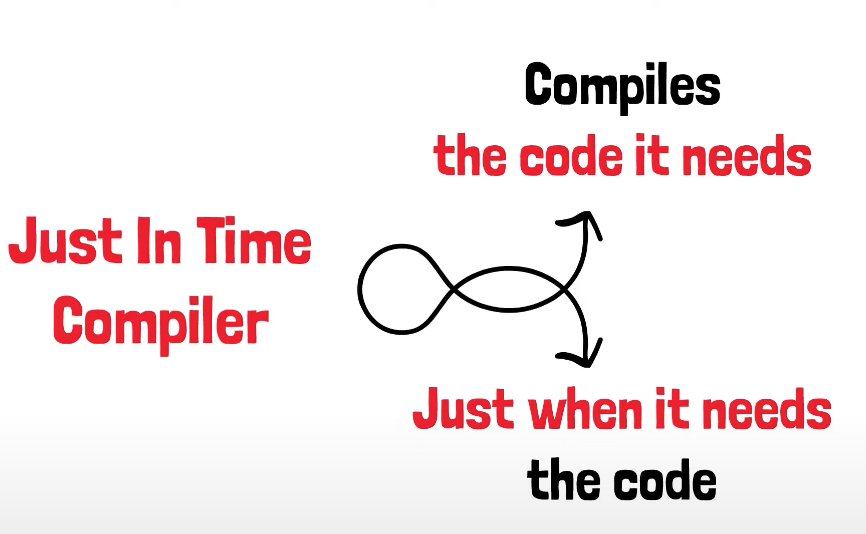 Just In Time
Compiler
Compiles
the code it needs
Just when it needs
the code